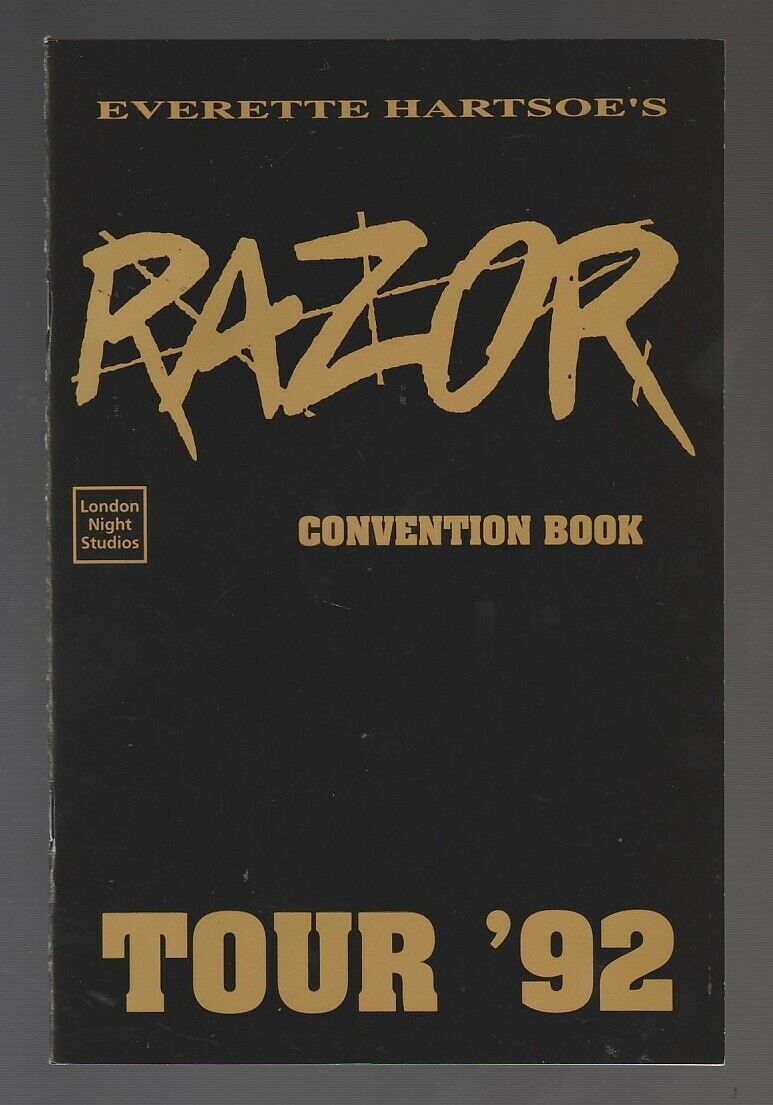 EVERETTE HARTSOE'S
RAZOR
London
Night
Studios
CONVENTION BOOK
TOUR '92